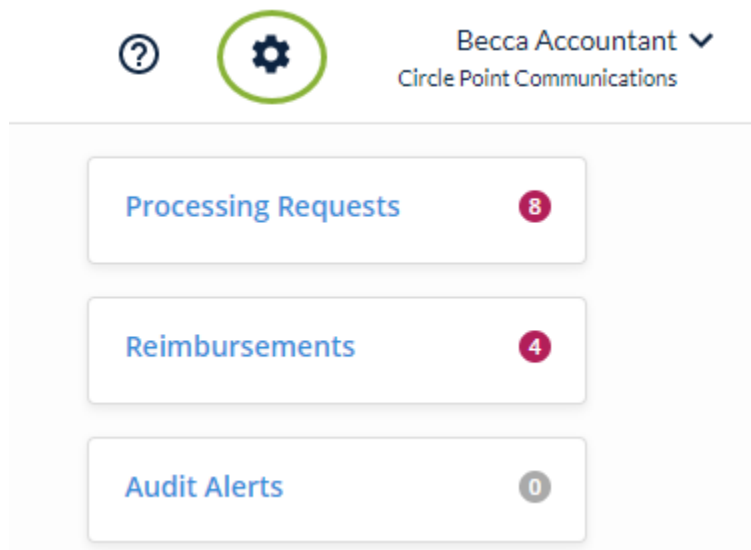 Becca Accountant
Circle Point Communications
Processing Requests 8
Reimbursements 4
Audit Alerts 0